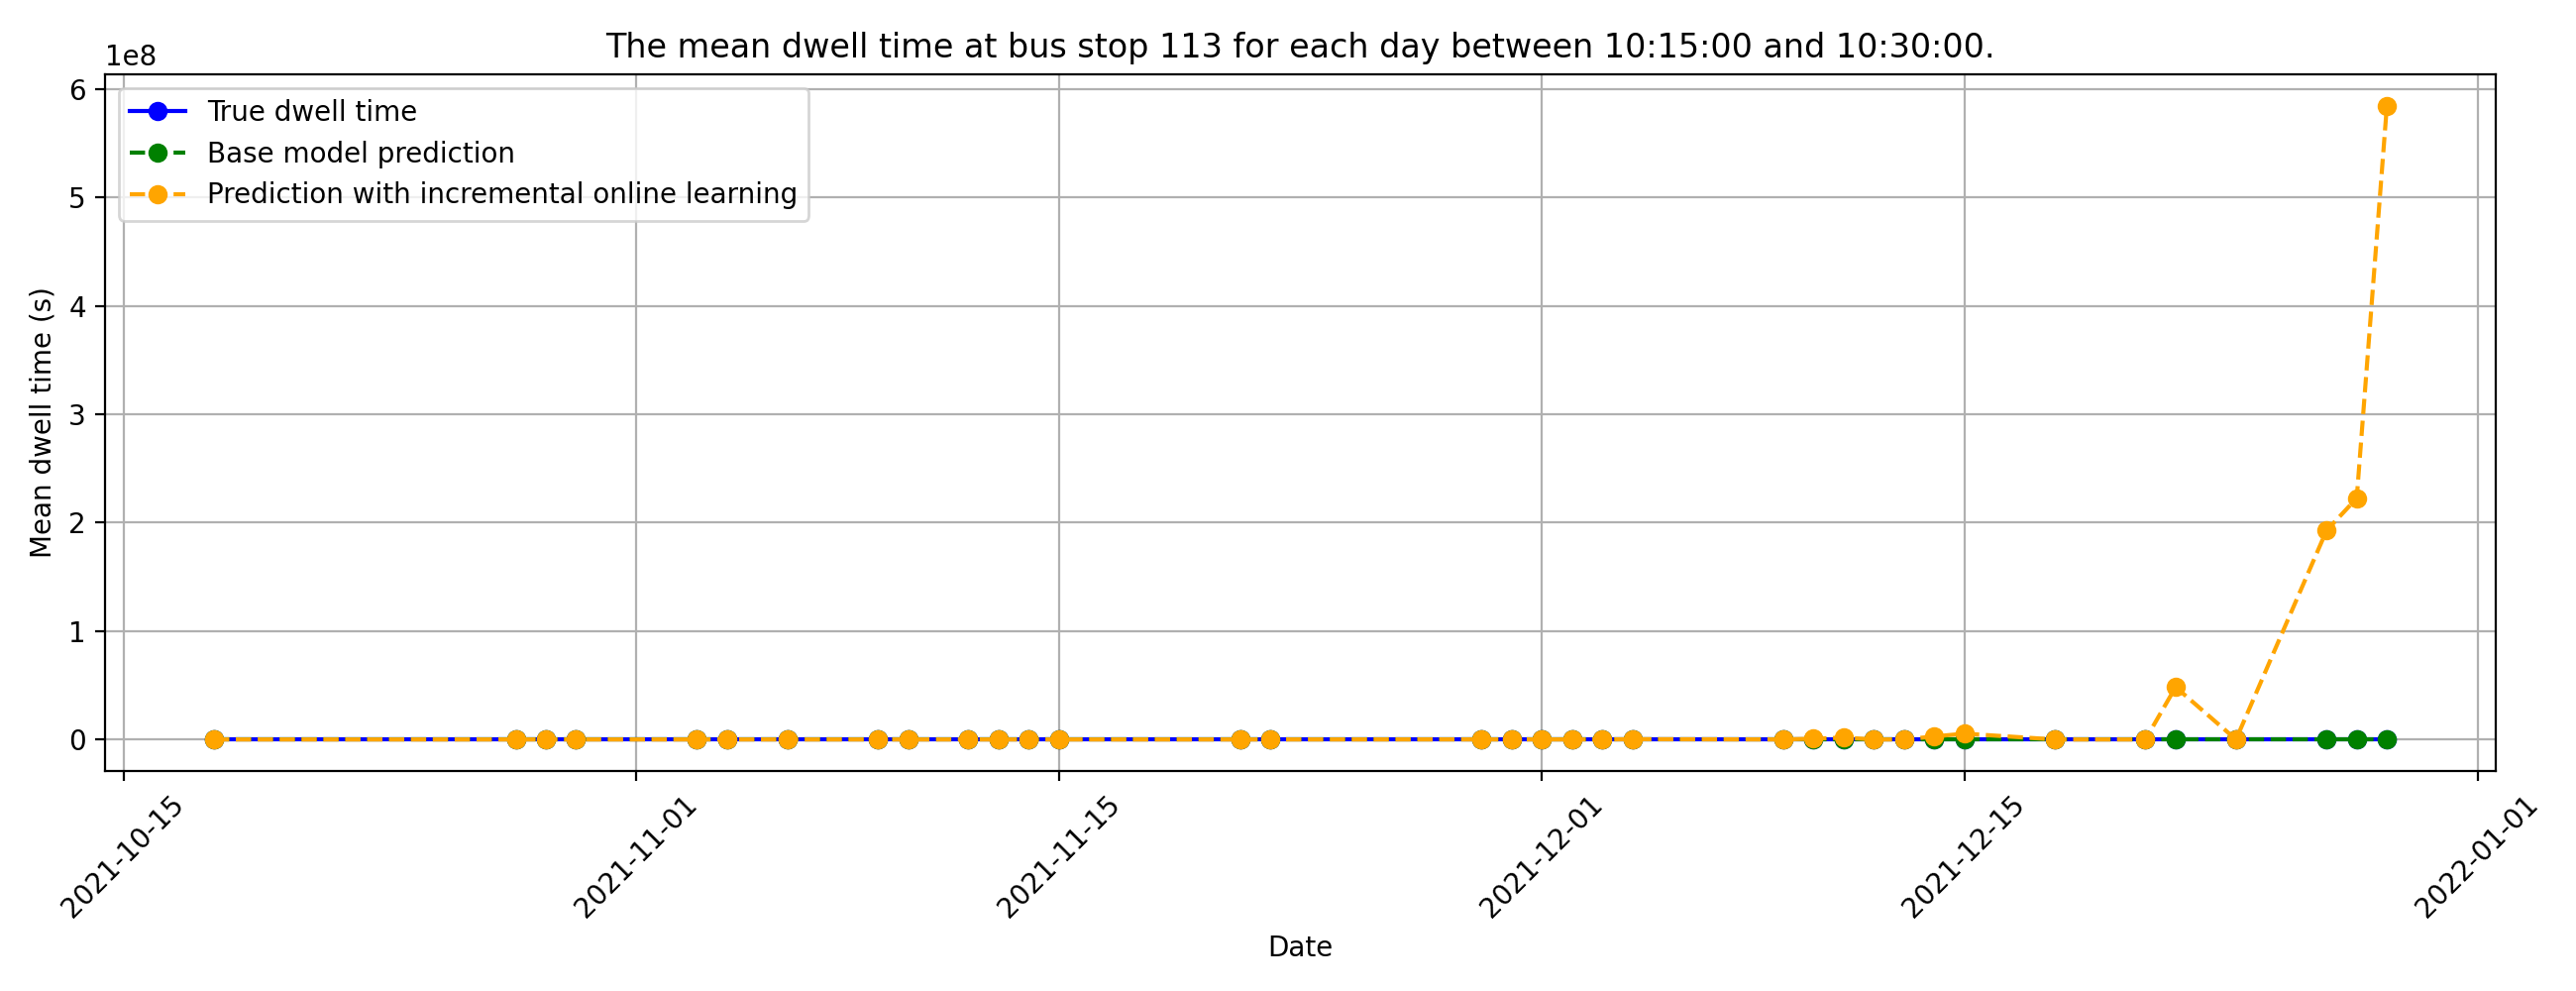 The mean dwell time at bus stop 113 for each day between 10:15:00 and 10:30:00.
1e8
6
5
4
3
2
1
0
Mean dwell time (s)
True dwell time
Base model prediction
Prediction with incremental online learning
2021-10-15
2021-11-01
2021-11-15
2021-12-01
2021-12-15
2022-01-01
Date